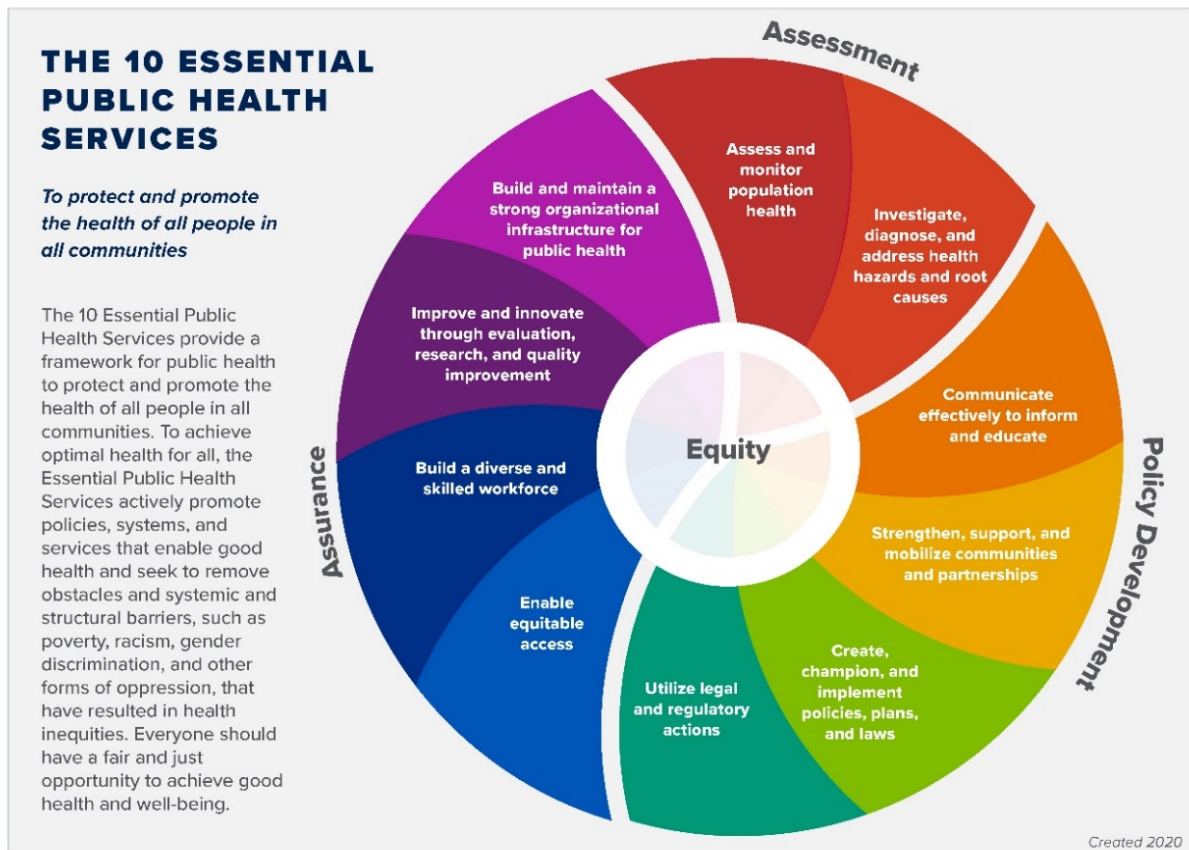 THE 10 ESSENTIAL
PUBLIC HEALTH
SERVICES
To protect and promote
the health of all people in
all communities
The 10 Essential Public
Health Services provide a
framework for public health
to protect and promote the
health of all people in all
communities. To achieve
optimal health for all, the
Essential Public Health
Services actively promote
policies, systems, and
services that enable good
health and seek to remove
obstacles and systemic and
structural barriers, such as
poverty, racism, gender
discrimination, and other
forms of oppression, that
have resulted in health
inequities. Everyone should
have a fair and just
opportunity to achieve good
health and well-being.
Assessment
Assess and
monitor
population
health
Investigate,
diagnose, and
address health
hazards and root
causes
Policy Development
Communicate
effectively to inform
and educate
Strengthen, support, and
mobilize communities
and partnerships
Create,
champion, and
implement
policies, plans,
and laws
Utilize legal
and regulatory
actions
Assurance
Enable
equitable
access
Build a diverse and
skilled workforce
Improve and innovate
through evaluation,
research, and quality
improvement
Build and maintain a
strong organizational
infrastructure for
public health
Equity
Created 2020